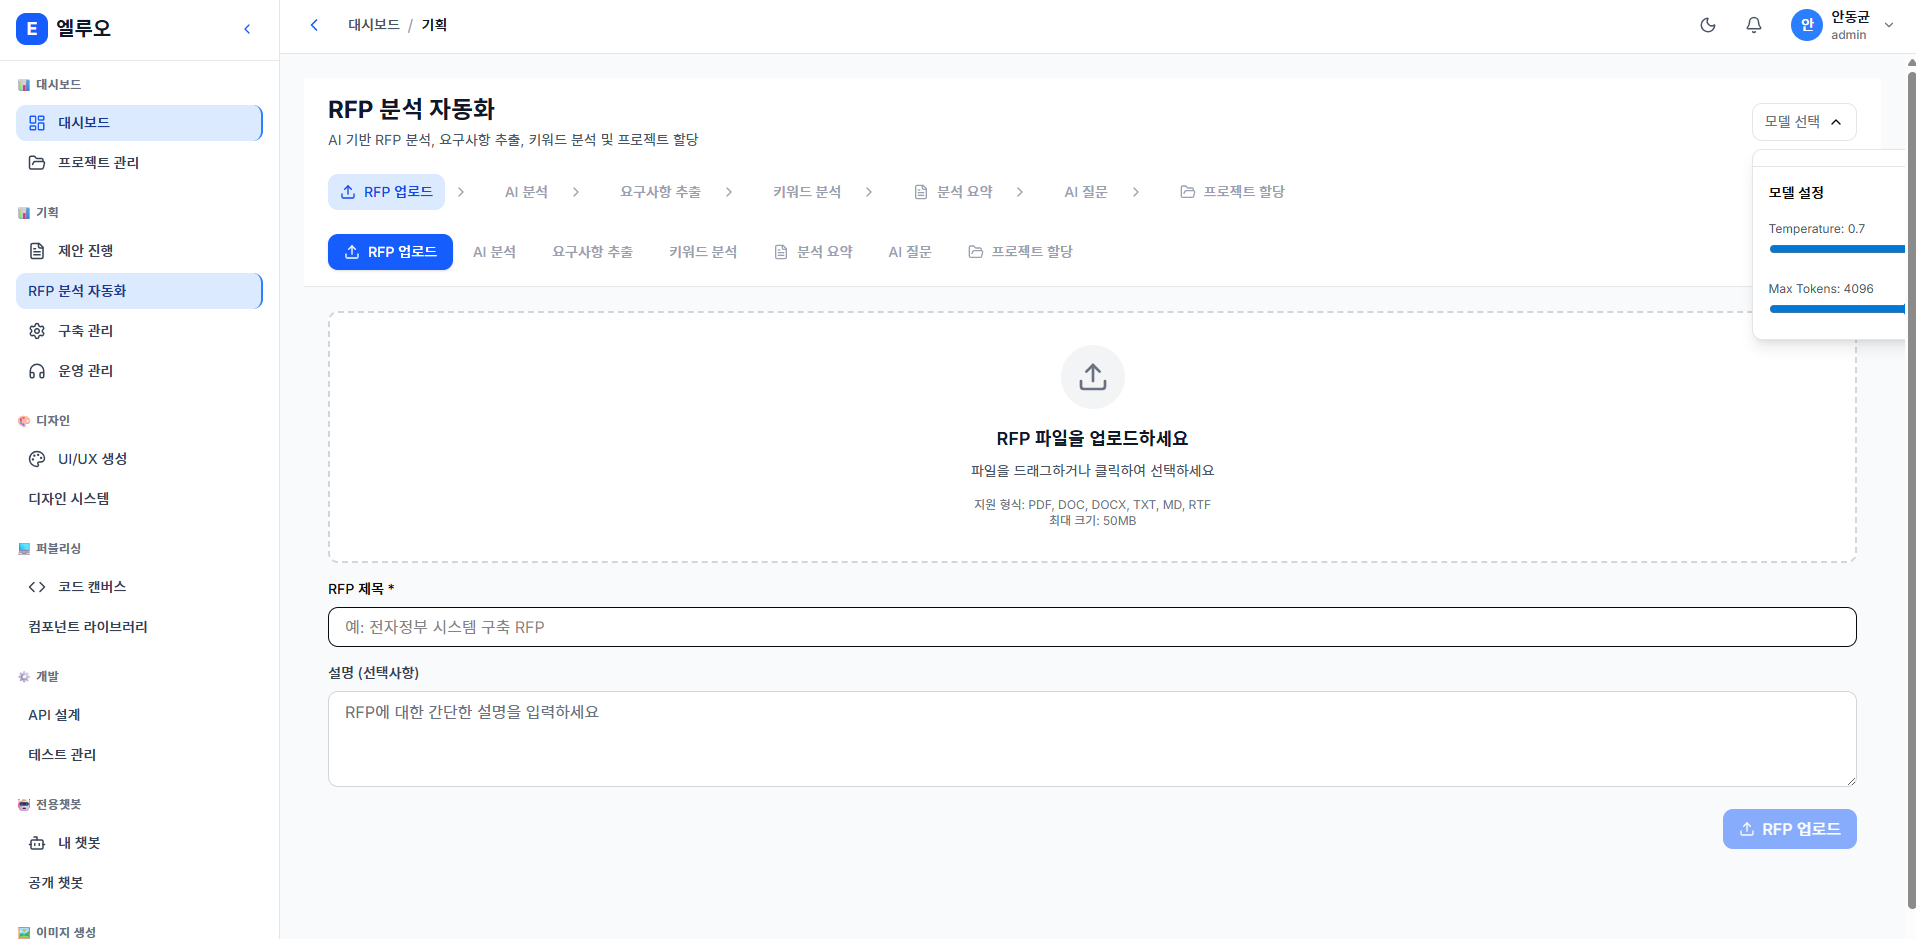 E 엘루오
대시보드 / 기획
안 안동균
admin
대시보드
대시보드
프로젝트 관리
기획
제안 진행
RFP 분석 자동화
구축 관리
운영 관리
디자인
UI/UX 생성
디자인 시스템
퍼블리싱
코드 캔버스
컴포넌트 라이브러리
개발
API 설계
테스트 관리
전용챗봇
내 챗봇
공개 챗봇
이미지 생성
RFP 분석 자동화
AI 기반 RFP 분석, 요구사항 추출, 키워드 분석 및 프로젝트 할당
모델 선택
RFP 업로드 AI 분석 요구사항 추출 키워드 분석 분석 요약 AI 질문 프로젝트 할당
RFP 업로드 AI 분석 요구사항 추출 키워드 분석 분석 요약 AI 질문 프로젝트 할당
모델 설정
Temperature: 0.7
Max Tokens: 4096
RFP 파일을 업로드하세요
파일을 드래그하거나 클릭하여 선택하세요
지원 형식: PDF, DOC, DOCX, TXT, MD, RTF
최대 크기: 50MB
RFP 제목 *
예: 전자정부 시스템 구축 RFP
설명 (선택사항)
RFP에 대한 간단한 설명을 입력하세요
RFP 업로드